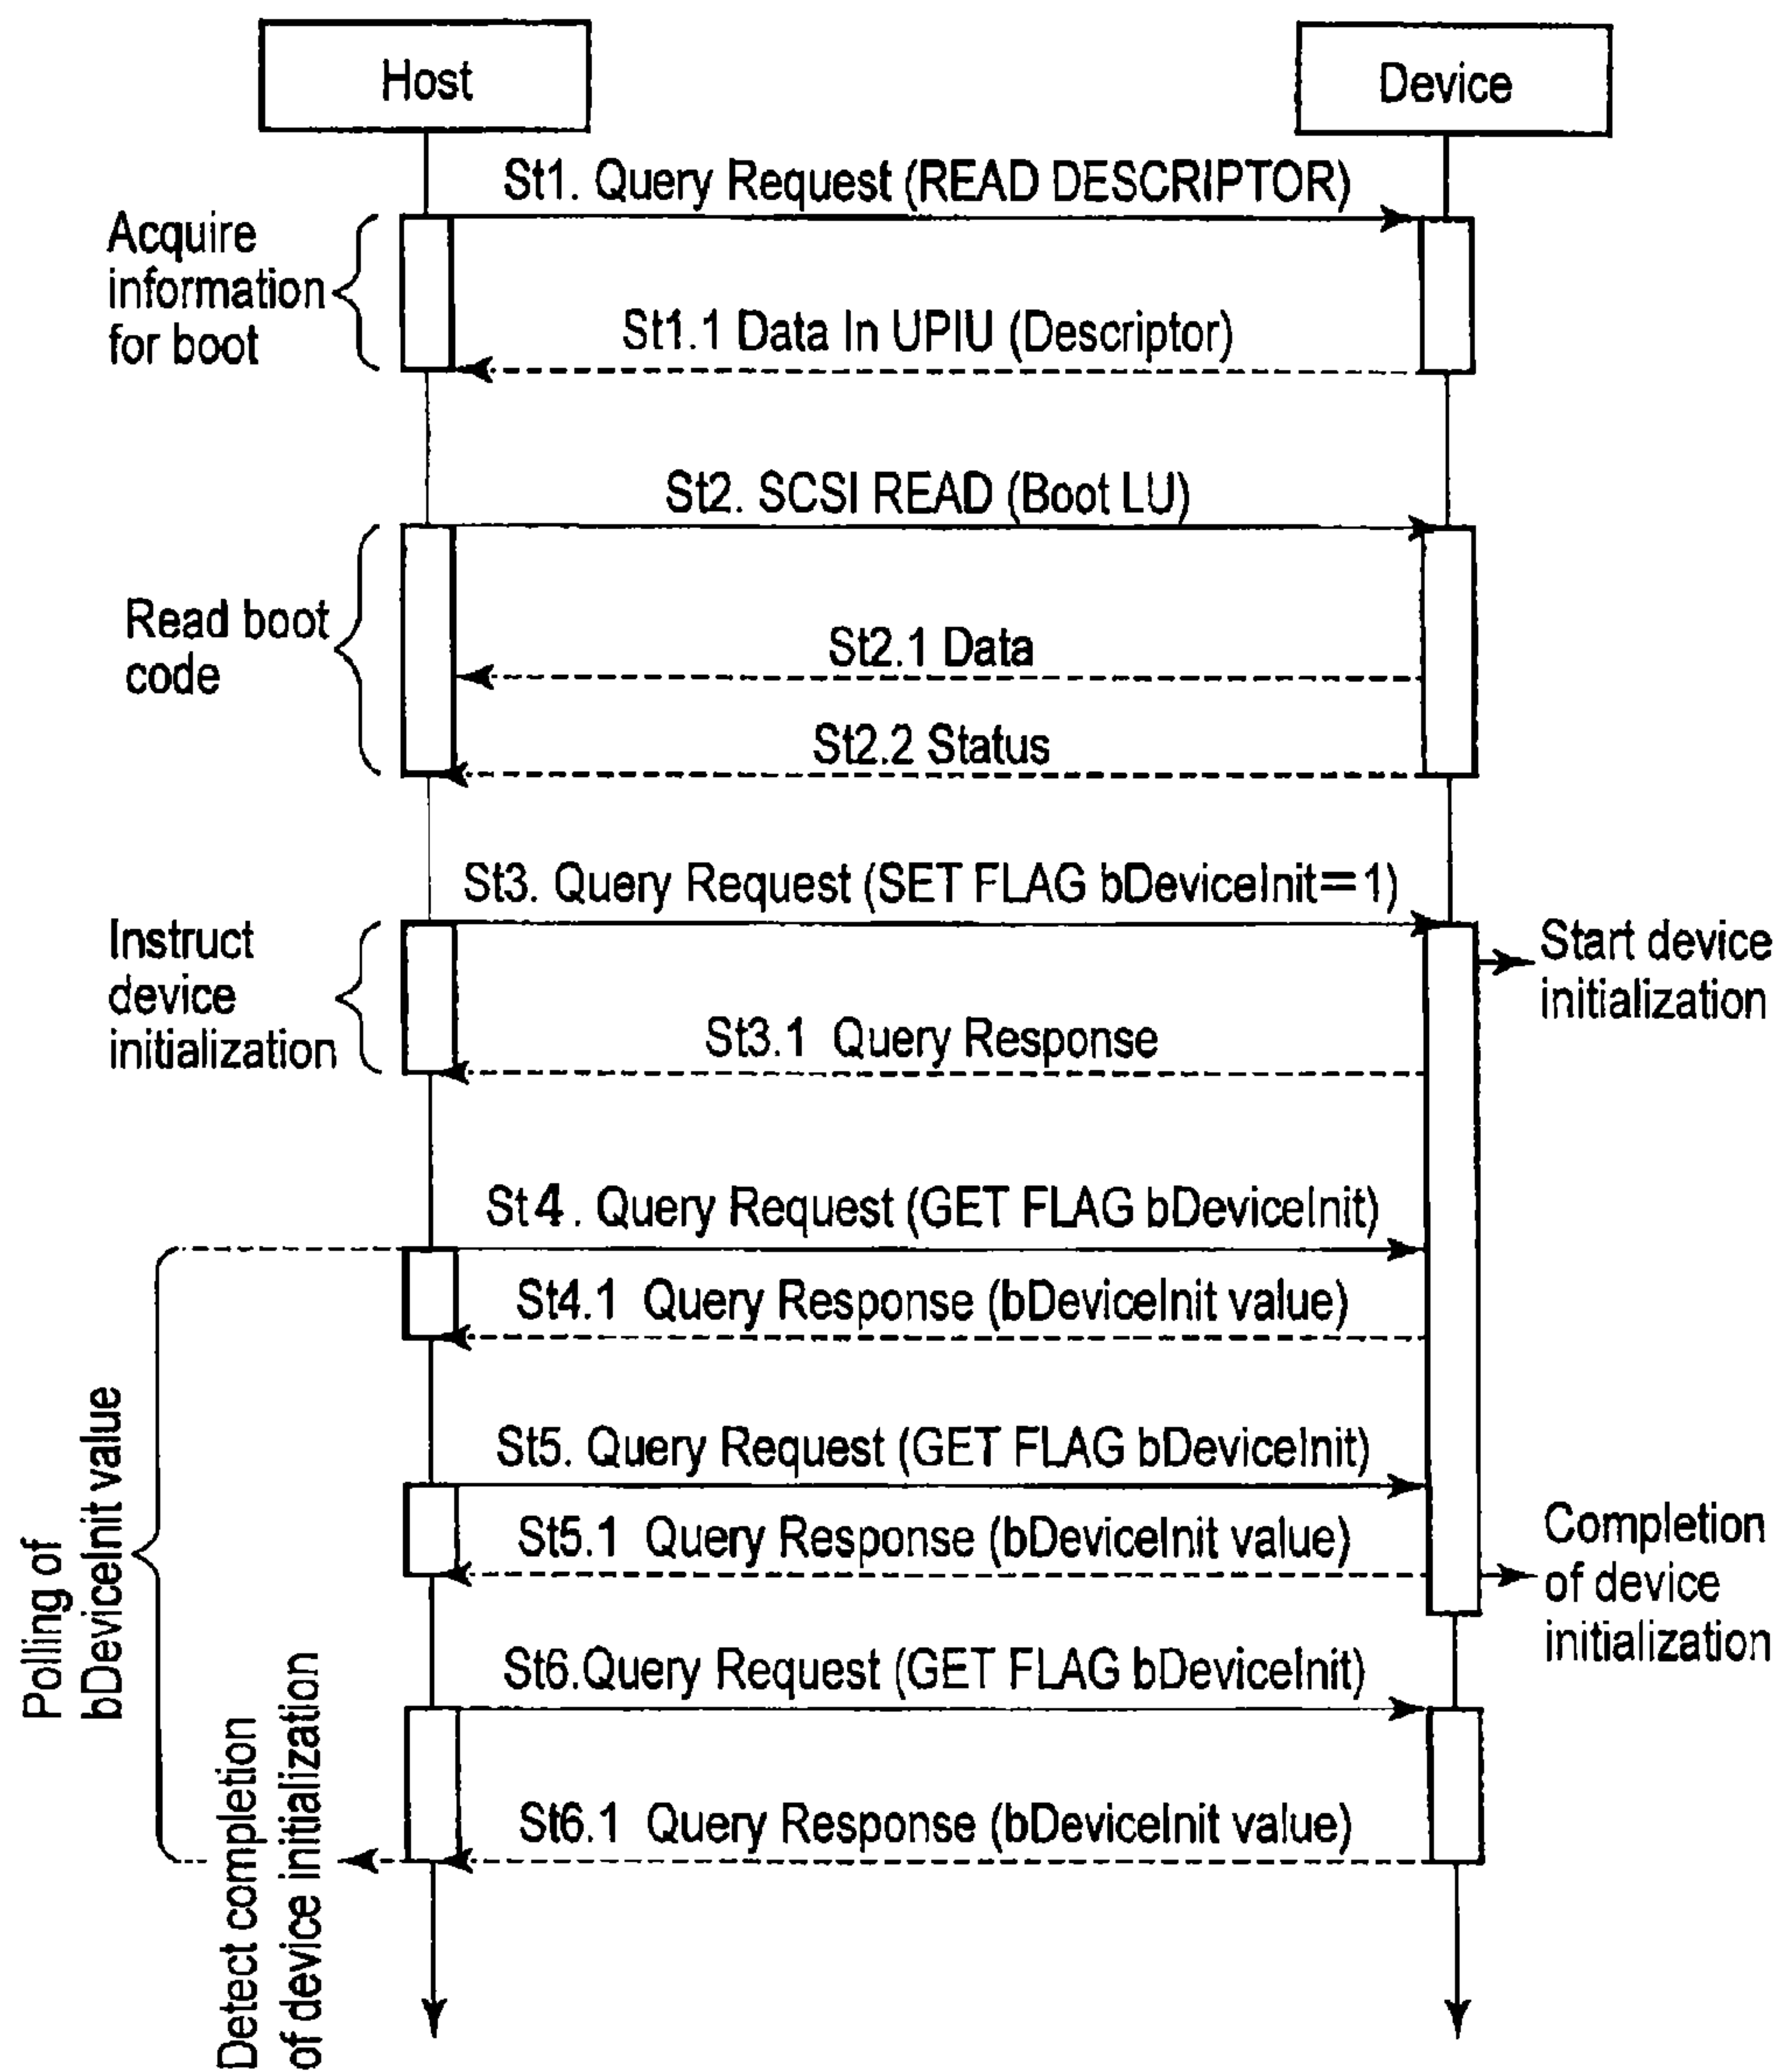 Host
Device
St1. Query Request (READ DESCRIPTOR)
Acquire
information
for boot
St1.1 Data In UPIU (Descriptor)
St2. SCSI READ (Boot LU)
Read boot
code
St2.1 Data
St2.2 Status
St3. Query Request (SET FLAG bDeviceInit=1)
Instruct
device
initialization
Start device
initialization
St3.1 Query Response
St4. Query Request (GET FLAG bDeviceInit)
St4.1 Query Response (bDeviceInit value)
Polling of
bDeviceInit value
St5. Query Request (GET FLAG bDeviceInit)
St5.1 Query Response (bDeviceInit value)
Completion
of device
initialization
St6.Query Request (GET FLAG bDeviceInit)
St6.1 Query Response (bDeviceInit value)
Detect completion
of device initialization